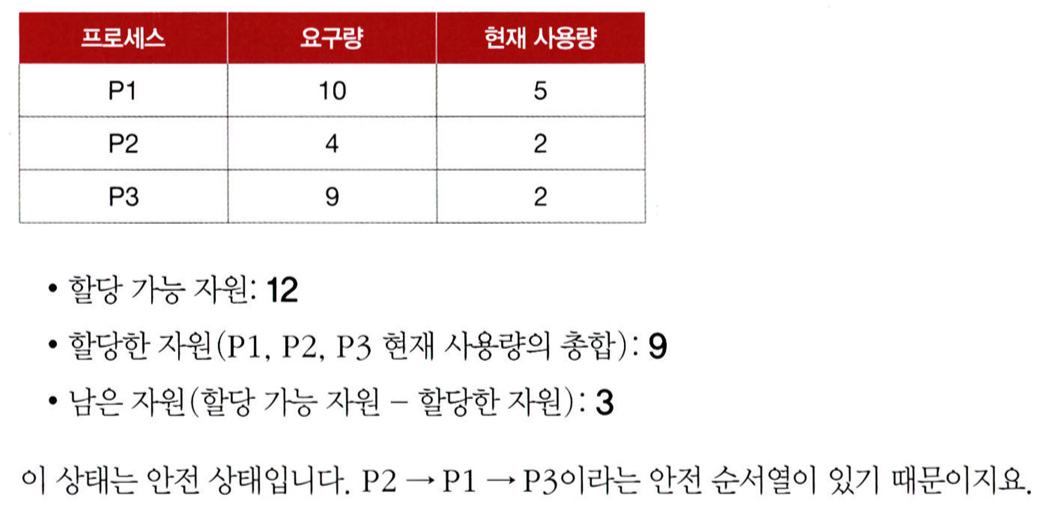 프로세스 요구량 현재 사용량
P1 10 5
P2 4 2
P3 9 2
• 할당 가능 자원: 12
• 할당한 자원(P1, P2, P3 현재 사용량의 총합): 9
• 남은 자원(할당 가능 자원 – 할당한 자원): 3
이 상태는 안전 상태입니다. P2 → P1 → P3이라는 안전 순서열이 있기 때문이지요.